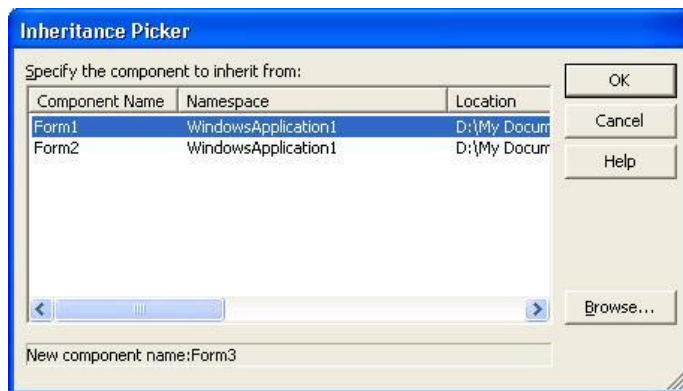 Inheritance Picker
Specify the component to inherit from:
Component Name Namespace Location
Form1 WindowsApplication1 D:\My Docum
Form2 WindowsApplication1 D:\My Docum
OK
Cancel
Help
Browse...
New component name:Form3